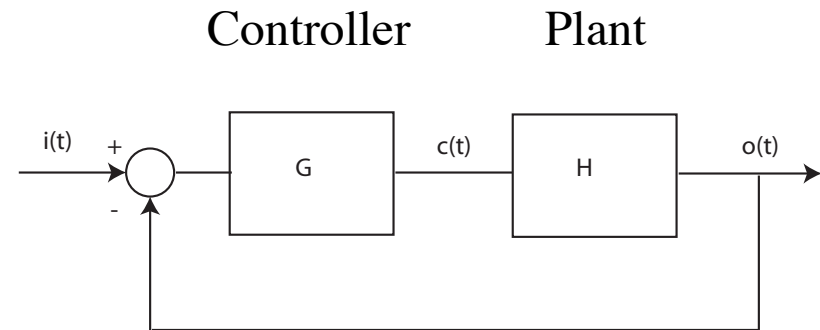 Controller Plant
i(t) + G c(t) H o(t)
-